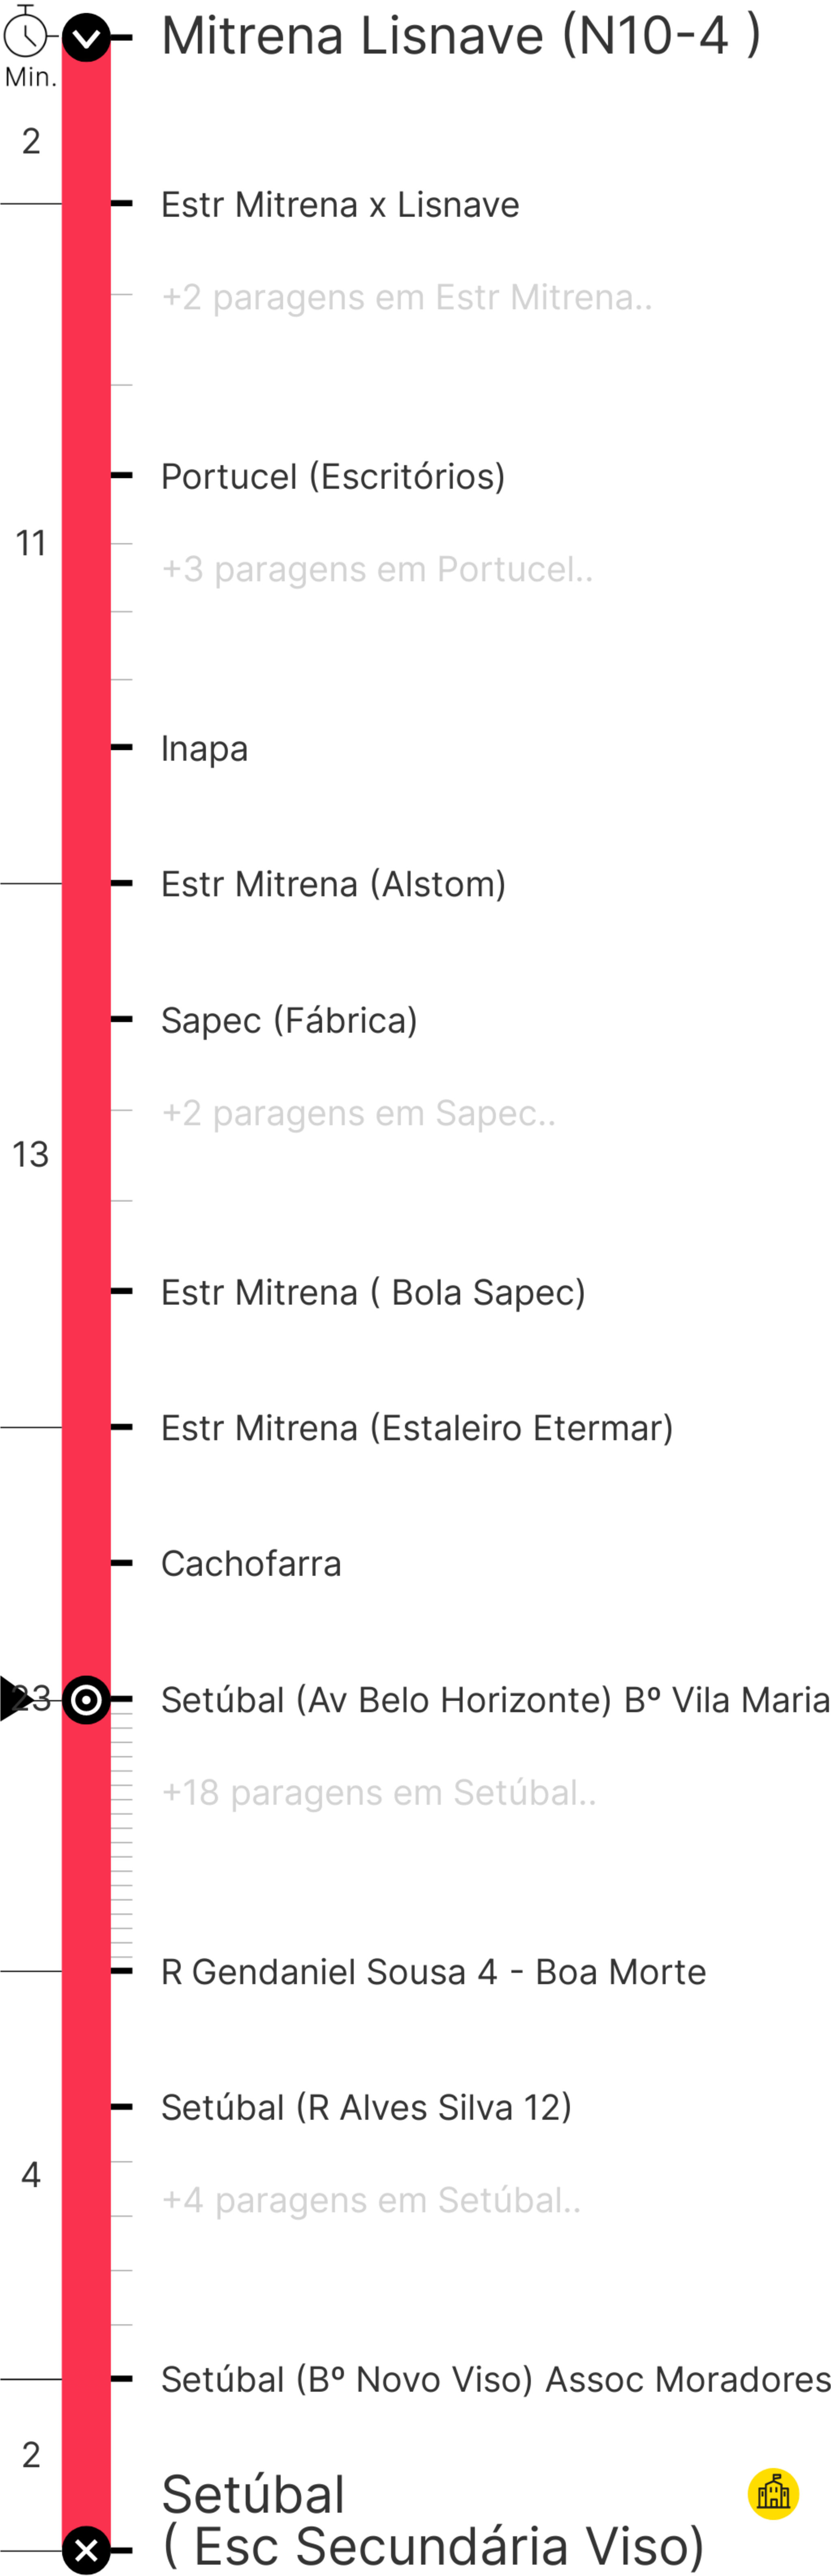 Mitrena Lisnave (N10-4 )
Min.
2
Estr Mitrena x Lisnave
+2 paragens em Estr Mitrena..
Portucel (Escritórios)
11
+3 paragens em Portucel..
Inapa
Estr Mitrena (Alstom)
Sapec (Fábrica)
+2 paragens em Sapec..
13
Estr Mitrena ( Bola Sapec)
Estr Mitrena (Estaleiro Etermar)
Cachofarra
23 Setúbal (Av Belo Horizonte) Bº Vila Maria
+18 paragens em Setúbal..
R Gendaniel Sousa 4 - Boa Morte
Setúbal (R Alves Silva 12)
4
+4 paragens em Setúbal..
Setúbal (Bº Novo Viso) Assoc Moradores
2
Setúbal
( Esc Secundária Viso)